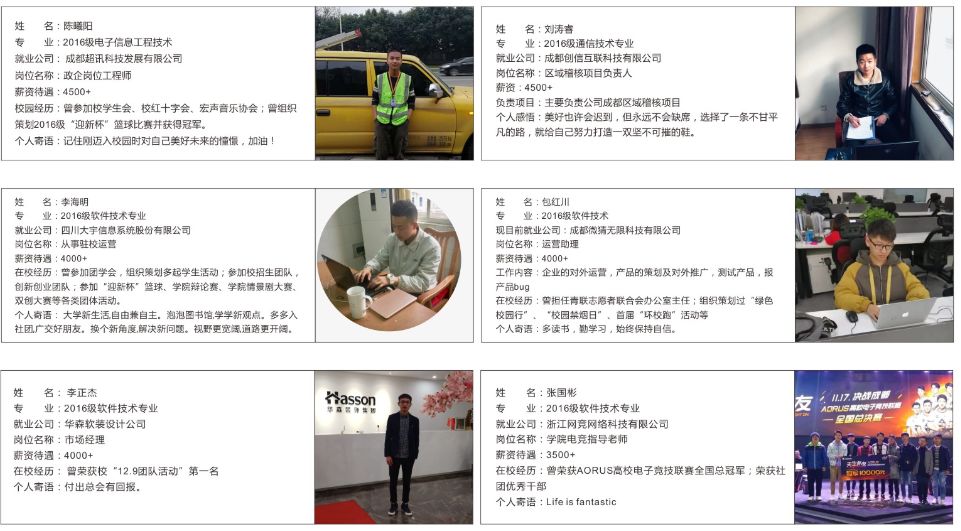 姓　　名：陈曦阳
专　　业：2016级电子信息工程技术
就业公司： 成都超讯科技发展有限公司
岗位名称：政企岗位工程师
薪资待遇：4500+
校园经历：曾参加校学生会、校红十字会、宏声音乐协会；曾组织
策划2016级“迎新杯”篮球比赛并获得冠军。
个人寄语：记住刚迈入校园时对自己美好未来的憧憬，加油！
姓　　名：刘涛睿
专　　业：2016级通信技术专业
就业公司：成都创信互联科技有限公司
岗位名称：区域稽核项目负责人
薪资：4500+
负责项目：主要负责公司成都区域稽核项目
个人感悟：美好也许会迟到，但永远不会缺席，选择了一条不甘平
凡的路，就给自己努力打造一双坚不可摧的鞋。
姓　　名：李海明
专　　业：2016级软件技术专业
就业公司：四川大宇信息系统股份有限公司
岗位名称：从事驻校运营
薪资待遇：4000+
在校经历：曾参加团学会，组织策划多起学生活动；参加校招生团队，
创新创业团队；参加“迎新杯”篮球、学院辩论赛、学院情景剧大赛、
双创大赛等各类团体活动。
个人寄语： 大学新生活,自由兼自主。泡泡图书馆,学学新观点。多多入
社团,广交好朋友。换个新角度,解决新问题。视野更宽阔,道路更开阔。
姓　　名：包红川
专　　业：2016级软件技术
现目前就业公司：成都微猜无限科技有限公司
岗位名称：运营助理
薪资待遇：4000+
工作内容：企业的对外运营，产品的策划及对外推广，测试产品，报
产品bug
在校经历：曾担任青联志愿者联合会办公室主任；组织策划过“绿色
校园行”、“校园禁烟日”、首届“环校跑”活动等
个人寄语：多读书，勤学习，始终保持自信。
姓　　名： 李正杰
专　　业：2016级软件技术专业
就业公司：华森软装设计公司
岗位名称：市场经理
薪资待遇：4000+
在校经历： 曾荣获校“12.9团队活动”第一名
个人寄语：付出总会有回报。
Hasson
姓　　名：张国彬
专　　业：2016级软件技术专业
就业公司：浙江网竞网络科技有限公司
岗位名称：学院电竞指导老师
薪资待遇：3500+
在校经历：曾荣获AORUS高校电子竞技联赛全国总冠军；荣获社
团优秀干部
个人寄语：Life is fantastic
11.17. 决战成都
AORUS高校电子竞技联赛
全国总决赛
10000元